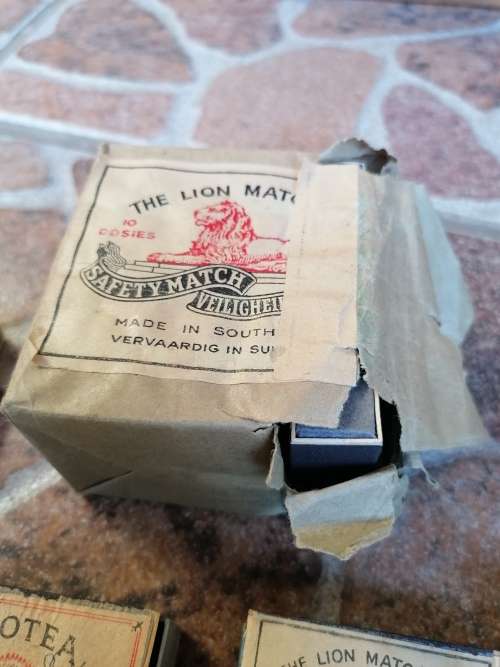 THE LION MATC
10
DOSIES
SAFETY MATCH
VEILIGHEI
MADE IN SOUTH
VERVAARDIG IN SU
OTEA
THE LION MATC